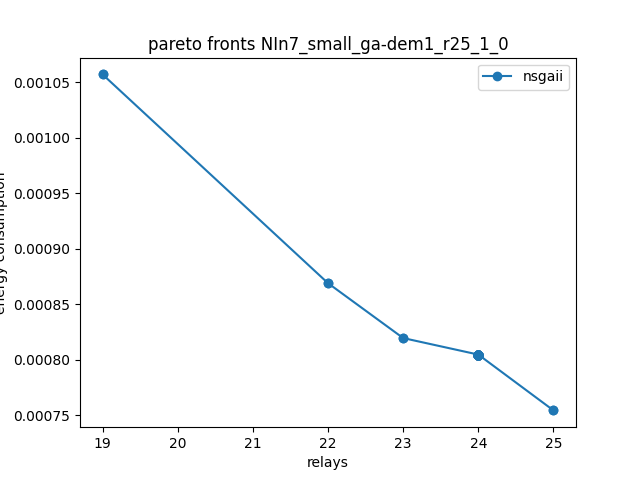 pareto fronts NIn7_small_ga-dem1_r25_1_0
nsgaii
0.00105
0.00100
0.00095
0.00090
0.00085
0.00080
0.00075
energy consumption
19 20 21 22 23 24 25
relays